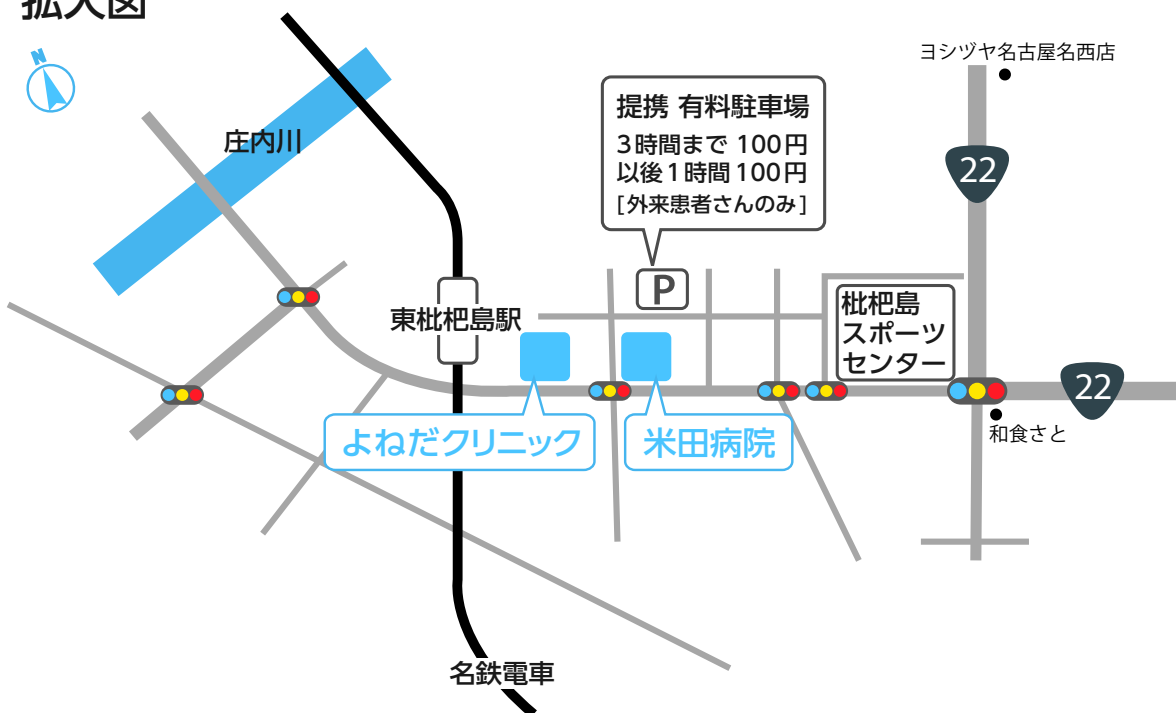 拡大図
N
ヨシヅヤ名古屋名西店
提携 有料駐車場
3時間まで 100円
以後1時間100円
[外来患者さんのみ]
庄内川
22
P
東枇杷島駅
枇杷島
スポーツ
センター
22
よねだクリニック
米田病院
和食さと
名鉄電車